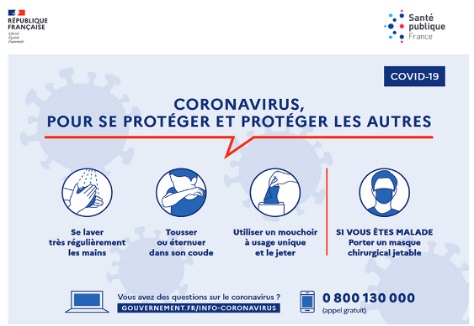 RÉPUBLIQUE
FRANÇAISE
Liberté
Égalité
Fraternité
Santé
publique
France
COVID-19
CORONAVIRUS,
POUR SE PROTÉGER ET PROTÉGER LES AUTRES
Se laver
très régulièrement
les mains
Tousser
ou éternuer
dans son coude
Utiliser un mouchoir
à usage unique
et le jeter
SI VOUS ÊTES MALADE
Porter un masque
chirurgical jetable
Vous avez des questions sur le coronavirus ?
GOUVERNEMENT.FR/INFO-CORONAVIRUS
0 800 130 000
(appel gratuit)